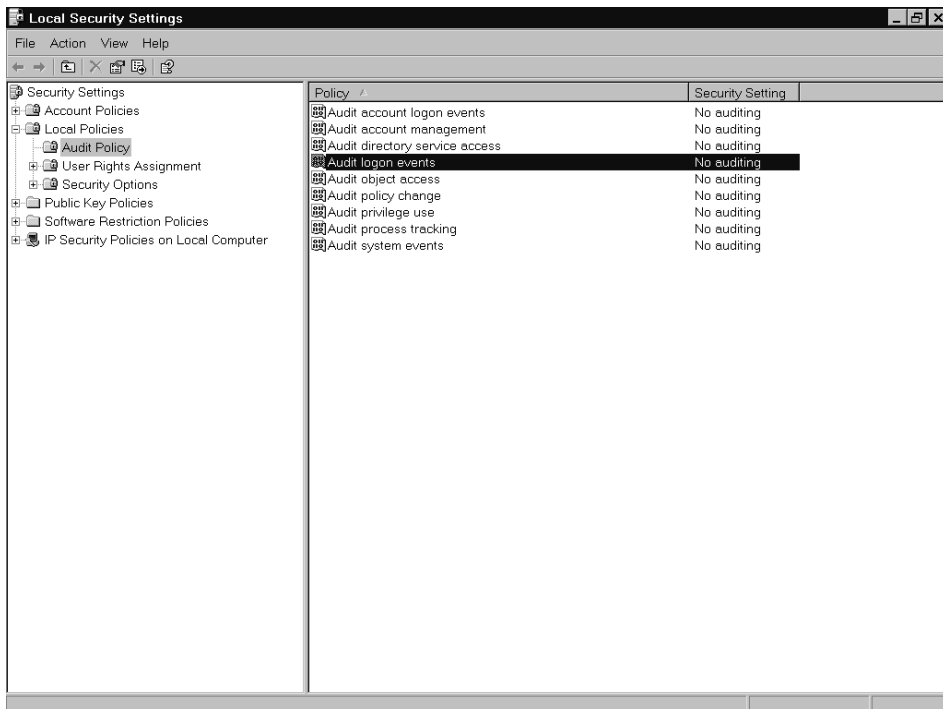 Local Security Settings
File Action View Help
Security Settings
Account Policies
Local Policies
Audit Policy
User Rights Assignment
Security Options
Public Key Policies
Software Restriction Policies
IP Security Policies on Local Computer
Policy Security Setting
Audit account logon events No auditing
Audit account management No auditing
Audit directory service access No auditing
Audit logon events No auditing
Audit object access No auditing
Audit policy change No auditing
Audit privilege use No auditing
Audit process tracking No auditing
Audit system events No auditing